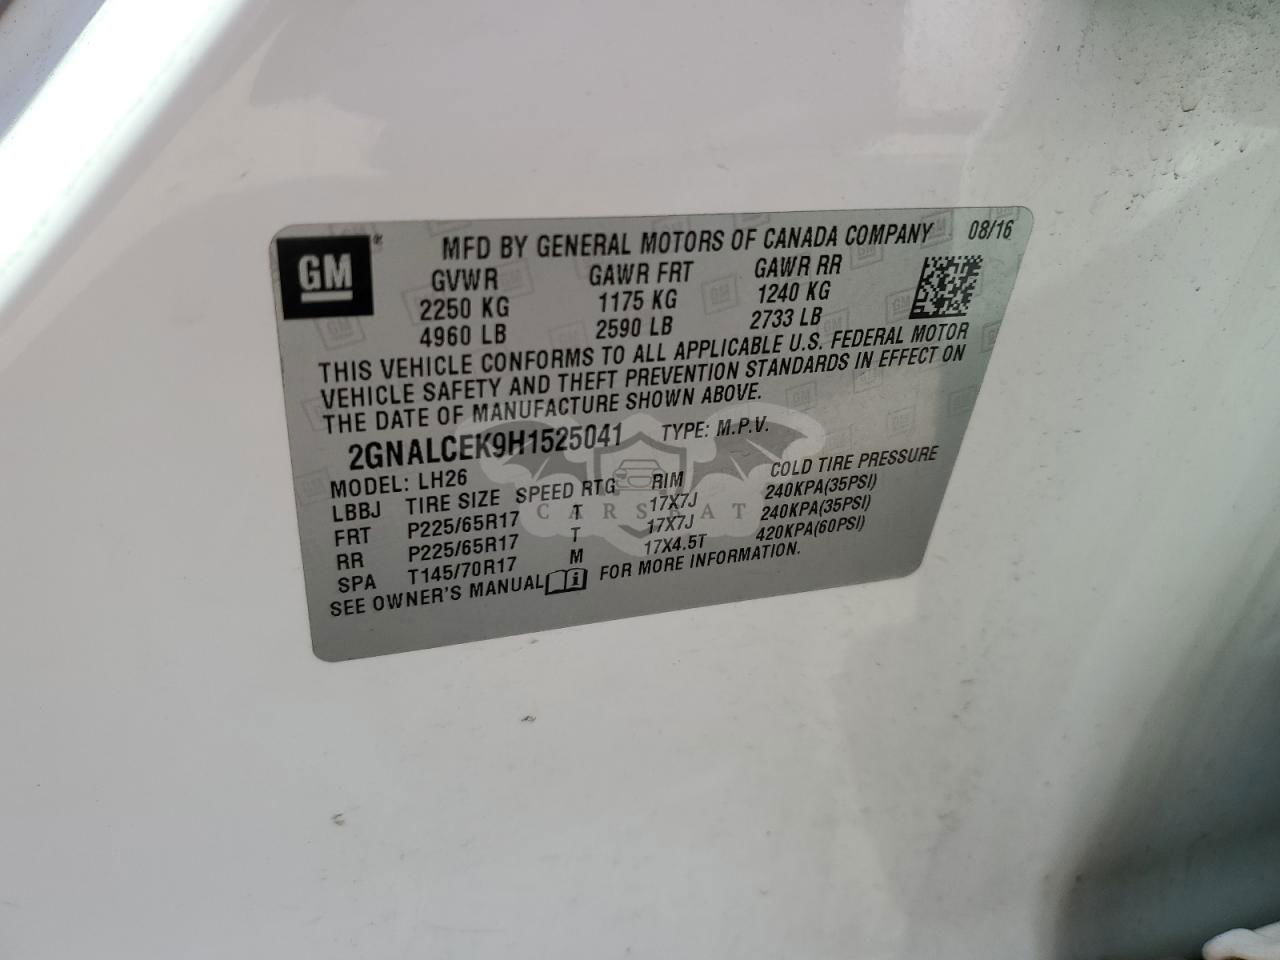 GM®
MFD BY GENERAL MOTORS OF CANADA COMPANY 08/16
GVWR GAWR FRT GAWR RR
2250 KG 1175 KG 1240 KG
4960 LB 2590 LB 2733 LB
THIS VEHICLE CONFORMS TO ALL APPLICABLE U.S. FEDERAL MOTOR
VEHICLE SAFETY AND THEFT PREVENTION STANDARDS IN EFFECT ON
THE DATE OF MANUFACTURE SHOWN ABOVE.
2GNALCEK9H1525041 TYPE: M.P.V.
MODEL: LH26
LBBJ TIRE SIZE SPEED RTG RIM COLD TIRE PRESSURE
FRT P225/65R17 T 17X7J 240KPA(35PSI)
RR P225/65R17 T 17X7J 240KPA(35PSI)
SPA T145/70R17 M 17X4.5T 420KPA(60PSI)
SEE OWNER'S MANUAL FOR MORE INFORMATION.
CARSEAT